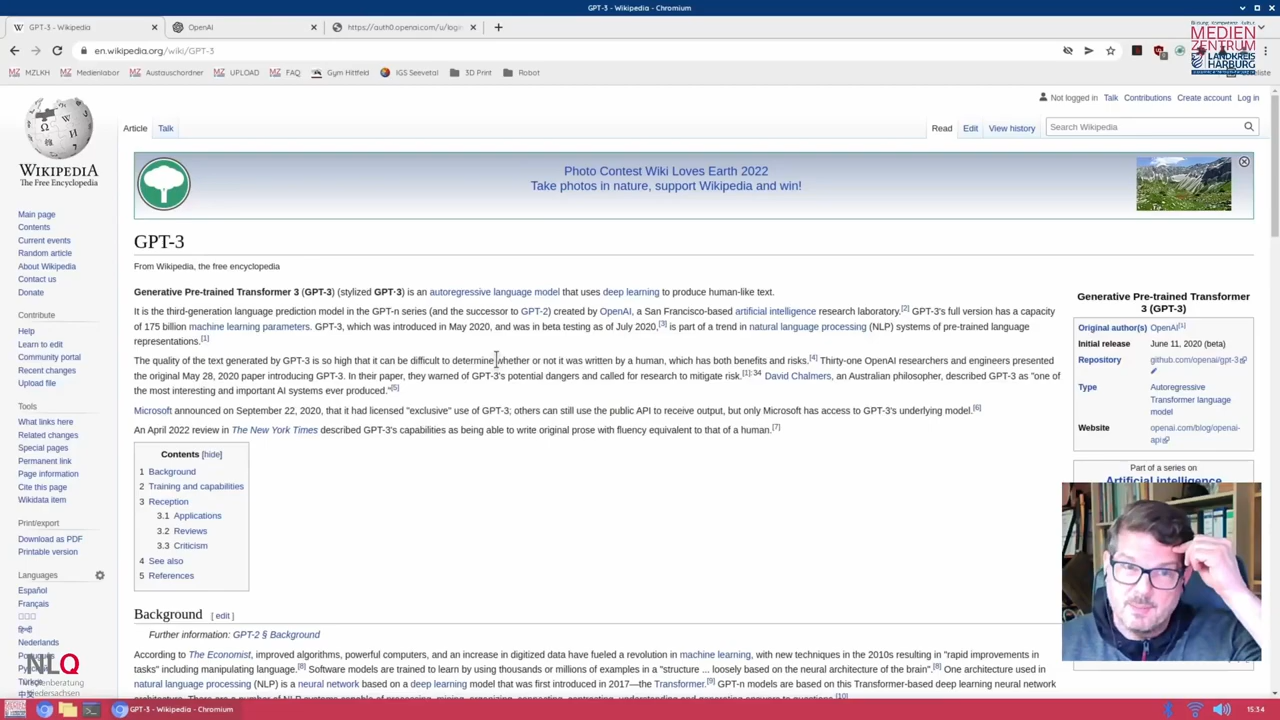 GPT-3 - Wikipedia - Chromium
GPT-3 - Wikipedia
OpenAI
https://auth0.openai.com/u/login
en.wikipedia.org/wiki/GPT-3
MEDIEN
ZENTRUM
LANDKREIS
HARBURG
MZLKH
Medienlabor
Austauschordner
UPLOAD
FAQ
Gym Hittfeld
IGS Seevetal
3D Print
Robot
Not logged in
Talk
Contributions
Create account
Log in
Article
Talk
Read
Edit
View history
Search Wikipedia
WIKIPEDIA
The Free Encyclopedia
Photo Contest Wiki Loves Earth 2022
Take photos in nature, support Wikipedia and win!
Main page
Contents
Current events
Random article
About Wikipedia
Contact us
Donate
Contribute
Help
Learn to edit
Community portal
Recent changes
Upload file
Tools
What links here
Related changes
Special pages
Permanent link
Page information
Cite this page
Wikidata item
Print/export
Download as PDF
Printable version
Languages
Español
Français
हिन्दी
Nederlands
Türkçe
中文
GPT-3
From Wikipedia, the free encyclopedia
Generative Pre-trained Transformer 3 (GPT-3) (stylized GPT·3) is an autoregressive language model that uses deep learning to produce human-like text.
It is the third-generation language prediction model in the GPT-n series (and the successor to GPT-2) created by OpenAI, a San Francisco-based artificial intelligence research laboratory.[2] GPT-3's full version has a capacity
of 175 billion machine learning parameters. GPT-3, which was introduced in May 2020, and was in beta testing as of July 2020,[3] is part of a trend in natural language processing (NLP) systems of pre-trained language
representations.[1]
The quality of the text generated by GPT-3 is so high that it can be difficult to determine whether or not it was written by a human, which has both benefits and risks.[4] Thirty-one OpenAI researchers and engineers presented
the original May 28, 2020 paper introducing GPT-3. In their paper, they warned of GPT-3's potential dangers and called for research to mitigate risk.[1]:34 David Chalmers, an Australian philosopher, described GPT-3 as "one of
the most interesting and important AI systems ever produced."[5]
Microsoft announced on September 22, 2020, that it had licensed "exclusive" use of GPT-3; others can still use the public API to receive output, but only Microsoft has access to GPT-3's underlying model.[6]
An April 2022 review in The New York Times described GPT-3's capabilities as being able to write original prose with fluency equivalent to that of a human.[7]
Contents [hide]
1 Background
2 Training and capabilities
3 Reception
3.1 Applications
3.2 Reviews
3.3 Criticism
4 See also
5 References
Background [ edit ]
Further information: GPT-2 § Background
According to The Economist, improved algorithms, powerful computers, and an increase in digitized data have fueled a revolution in machine learning, with new techniques in the 2010s resulting in "rapid improvements in
tasks" including manipulating language.[8] Software models are trained to learn by using thousands or millions of examples in a "structure ... loosely based on the neural architecture of the brain".[8] One architecture used in
natural language processing (NLP) is a neural network based on a deep learning model that was first introduced in 2017—the Transformer.[9] GPT-n models are based on this Transformer-based deep learning neural network
Generative Pre-trained Transformer
3 (GPT-3)
Original author(s) OpenAI[1]
Initial release June 11, 2020 (beta)
Repository github.com/openai/gpt-3
Type Autoregressive
Transformer language
model
Website openai.com/blog/openai-
api
Part of a series on
Artificial intelligence
NLQ
Medienberatung
Niedersachsen
GPT-3 - Wikipedia - Chromium
15:34